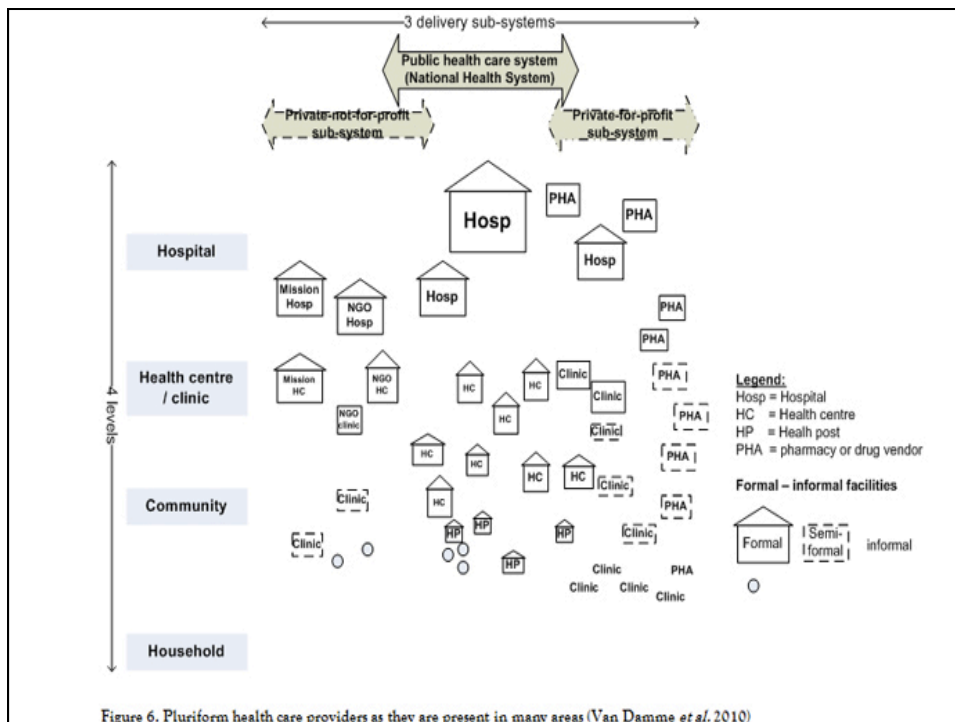 3 delivery sub-systems
Public health care system
(National Health System)
Private-not-for-profit
sub-system
Private-for-profit
sub-system
4 levels
Hospital
Hosp
PHA
PHA
Hosp
Mission
Hosp
NGO
Hosp
Hosp
PHA
PHA
Health centre
/ clinic
Mission
HC
NGO
HC
NGO
clinic
HC
HC
HC
Clinic
Clinic
Clinic
PHA
PHA
HC
HC
HC
HC
Clinic
PHA
Community
Clinic
HC
PHA
Clinic
HP
HP
HP
Clinic
HP
Clinic
PHA
Clinic
Clinic
Clinic
Household
Legend:
Hosp = Hospital
HC = Health centre
HP = Healh post
PHA = pharmacy or drug vendor
Formal – informal facilities
Formal
Semi-
formal
informal
Figure 6. Pluriform health care providers as they are present in many areas (Van Damme et al. 2010)